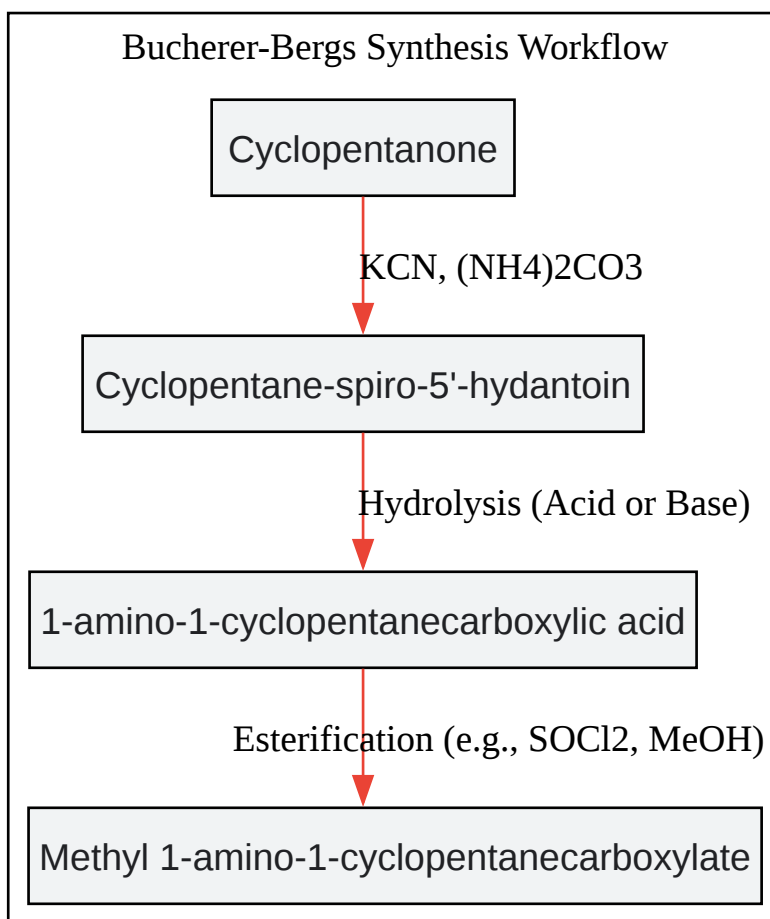 Bucherer-Bergs Synthesis Workflow
Cyclopentanone
KCN, (NH4)2CO3
Cyclopentane-spiro-5'-hydantoin
Hydrolysis (Acid or Base)
1-amino-1-cyclopentanecarboxylic acid
Esterification (e.g., SOCl2, MeOH)
Methyl 1-amino-1-cyclopentanecarboxylate